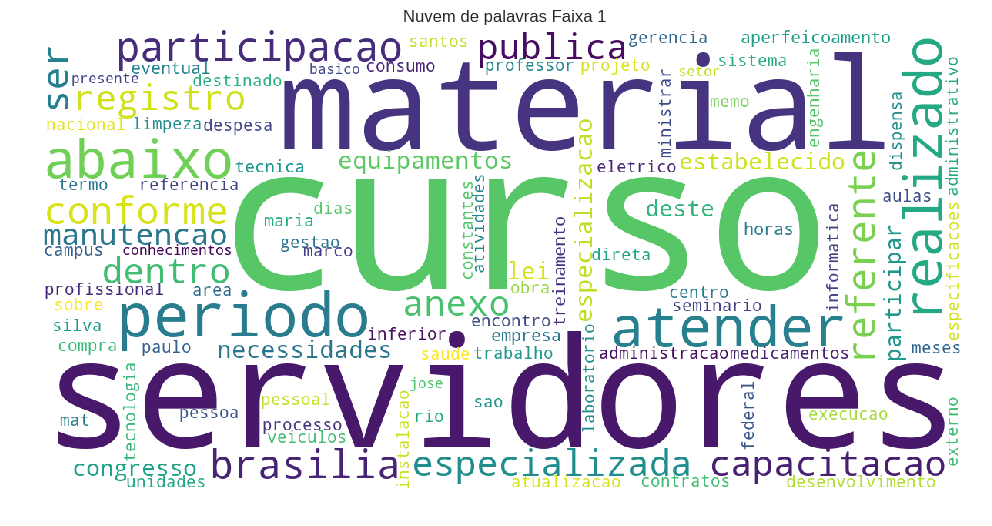 Nuvem de palavras Faixa 1
participacao
santos
publica
gerencia
aperfeicoamento
ser
presente
eventual
destinado
basico
consumo
professor
projeto
setor
sistema
registro
material
ministrar
memo
engenharia
dispensa
administrativo
realizado
nacional
limpeza
despesa
abaixo
tecnica
equipamentos
especializacao
eletrico
estabelecido
termo
referencia
curso
conforme
maria
dias
constantes
atividades
deste
horas
referente
aulas
manutencao
gestao
marco
campus
conhecimentos
direta
informatica
participar
especificacoes
dentro
lei
obra
treinamento
profissional
area
centro
seminario
sobre
periodo
anexo
encontro
atender
silva
inferior
empresa
compra
paulo
necessidades
saude
trabalho
laboratorio
administracao
medicamentos
meses
servidores
tecnologia
jose
mat
pessoa
pessoal
instalacao
rio
sao
federal
execucao
externo
processo
veiculos
congresso
brasilia
especializada
capacitacao
unidades
atualizacao
contratos
desenvolvimento